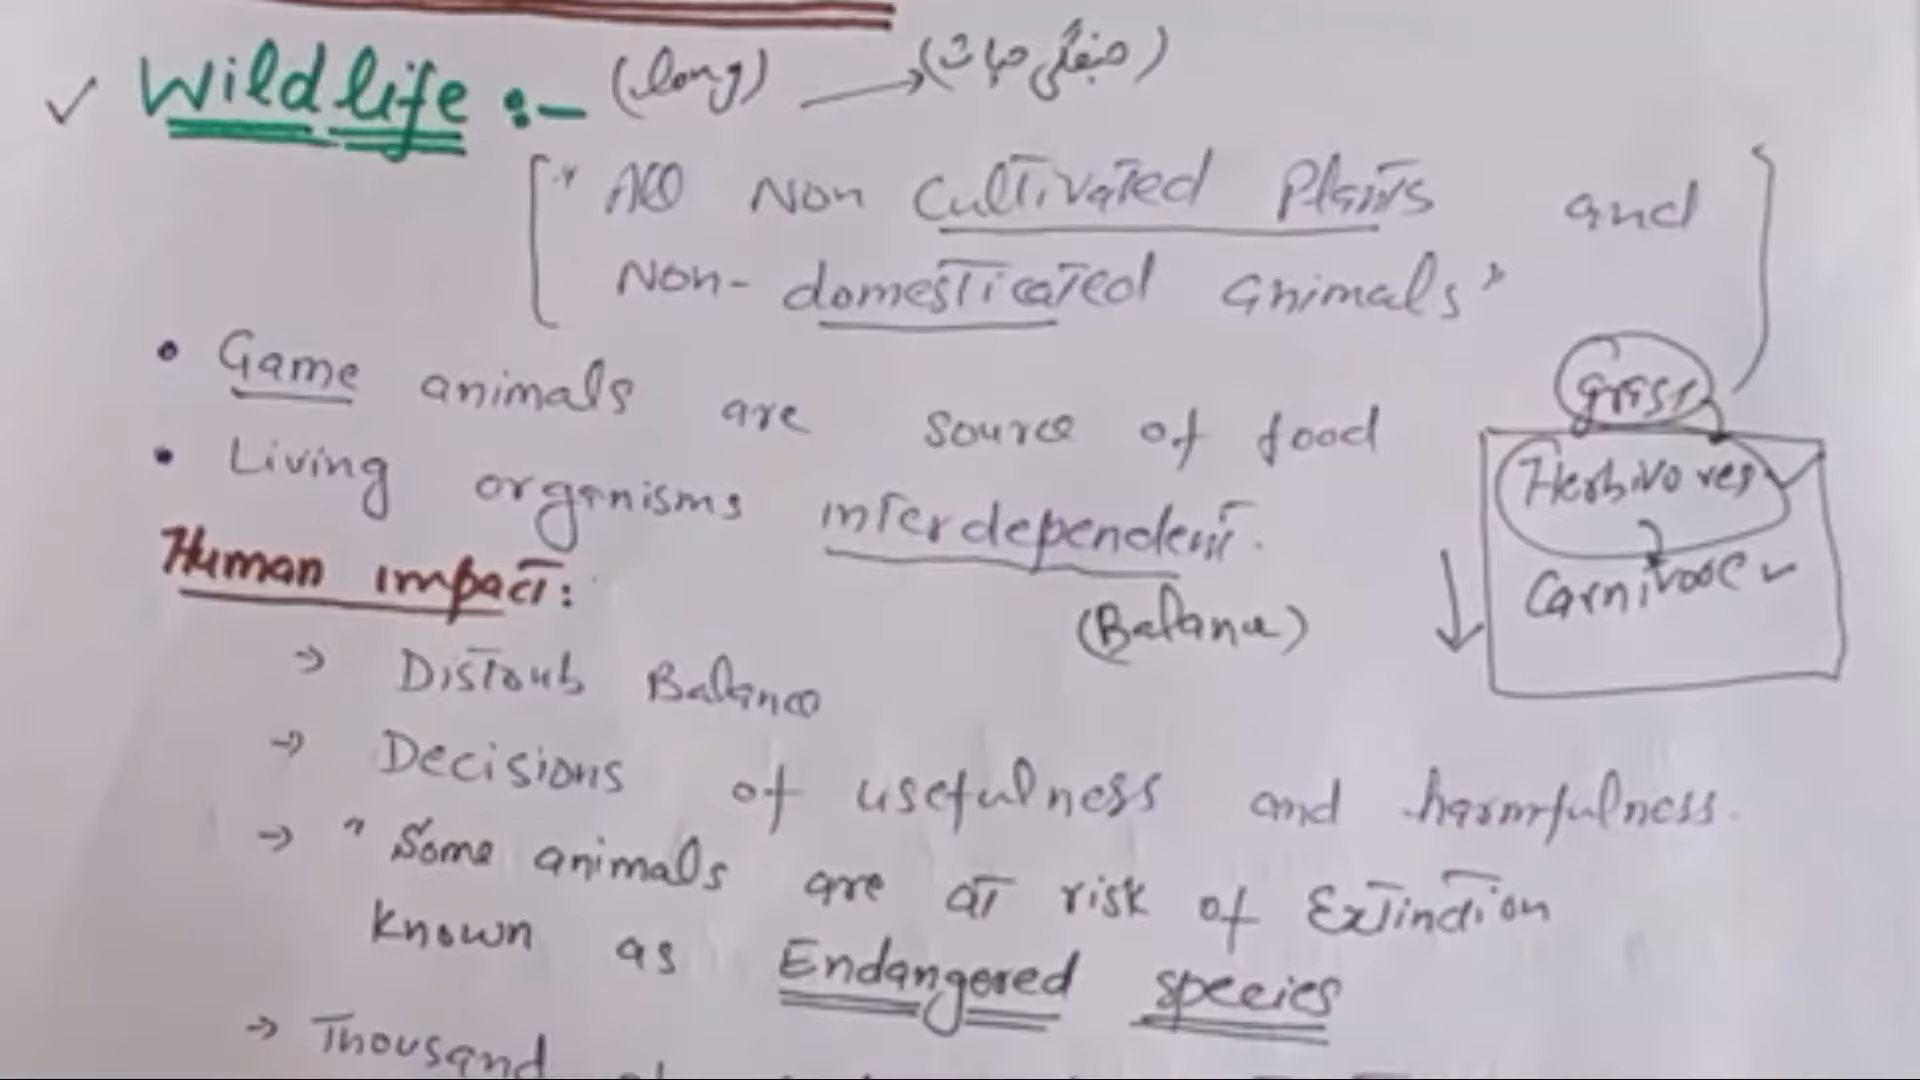 ✓ Wildlife :- (long) → (جنگلی حیات)
[" All Non Cultivated Plants and
Non-domesticated animals"
• Game animals are source of food
grass
• Living organisms interdependent.
Herbivores
Human impact:
(Balance)
Carnivore
→ Distoub Balance
→ Decisions of usefulness and harmfulness.
→ "Some animals are at risk of Extinction
known as Endangered species
→ Thousand